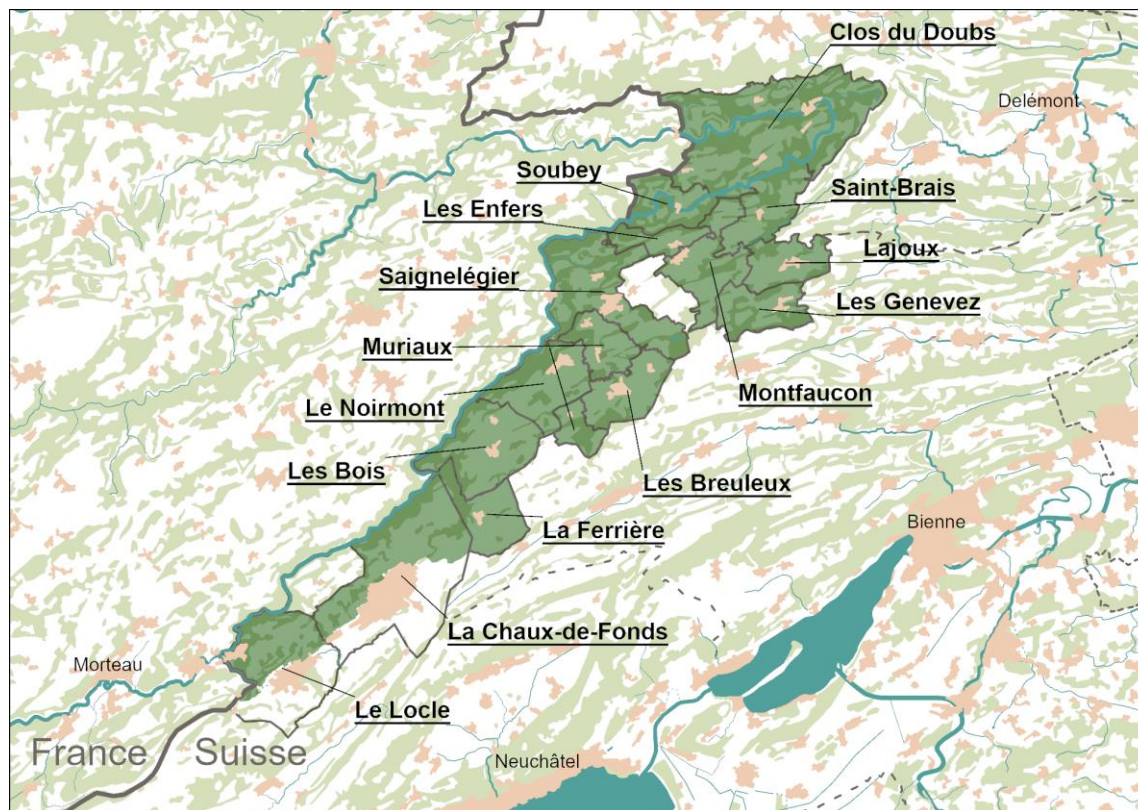 Clos du Doubs
Delémont
Soubey
Saint-Brais
Les Enfers
Lajoux
Saignelégier
Les Genevez
Muriaux
Montfaucon
Le Noirmont
Les Bois
Les Breuleux
La Ferrière
Bienne
La Chaux-de-Fonds
Morteau
Le Locle
France Suisse
Neuchâtel